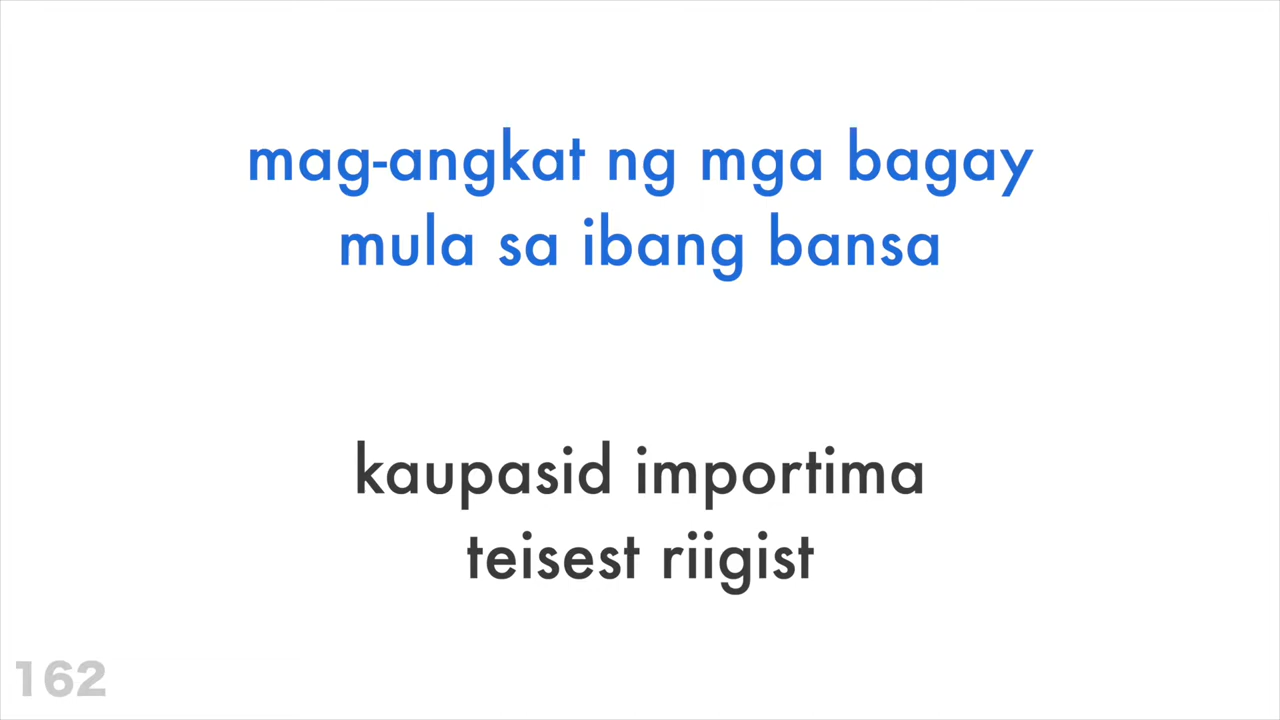 mag-angkat ng mga bagay
mula sa ibang bansa
kaupasid importima
teisest riigist
162